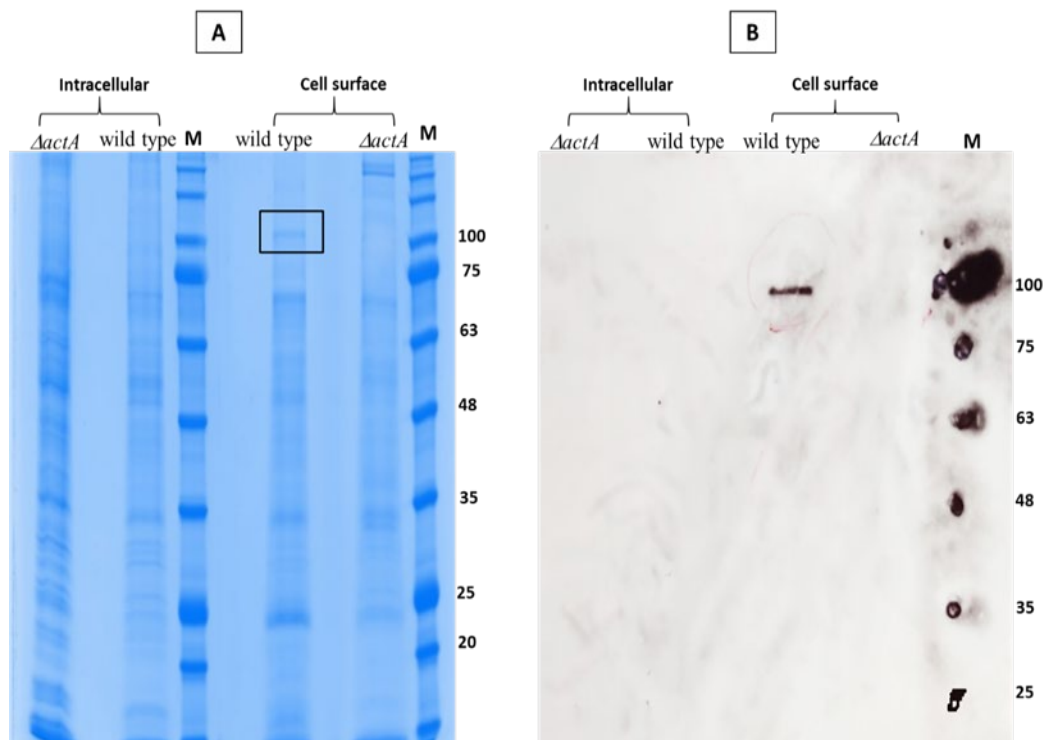 A
B
Intracellular
Cell surface
Intracellular
Cell surface
ΔactA
wild type
M
wild type
ΔactA
M
ΔactA
wild type
wild type
ΔactA
M
100
75
63
48
35
25
20
100
75
63
48
35
25